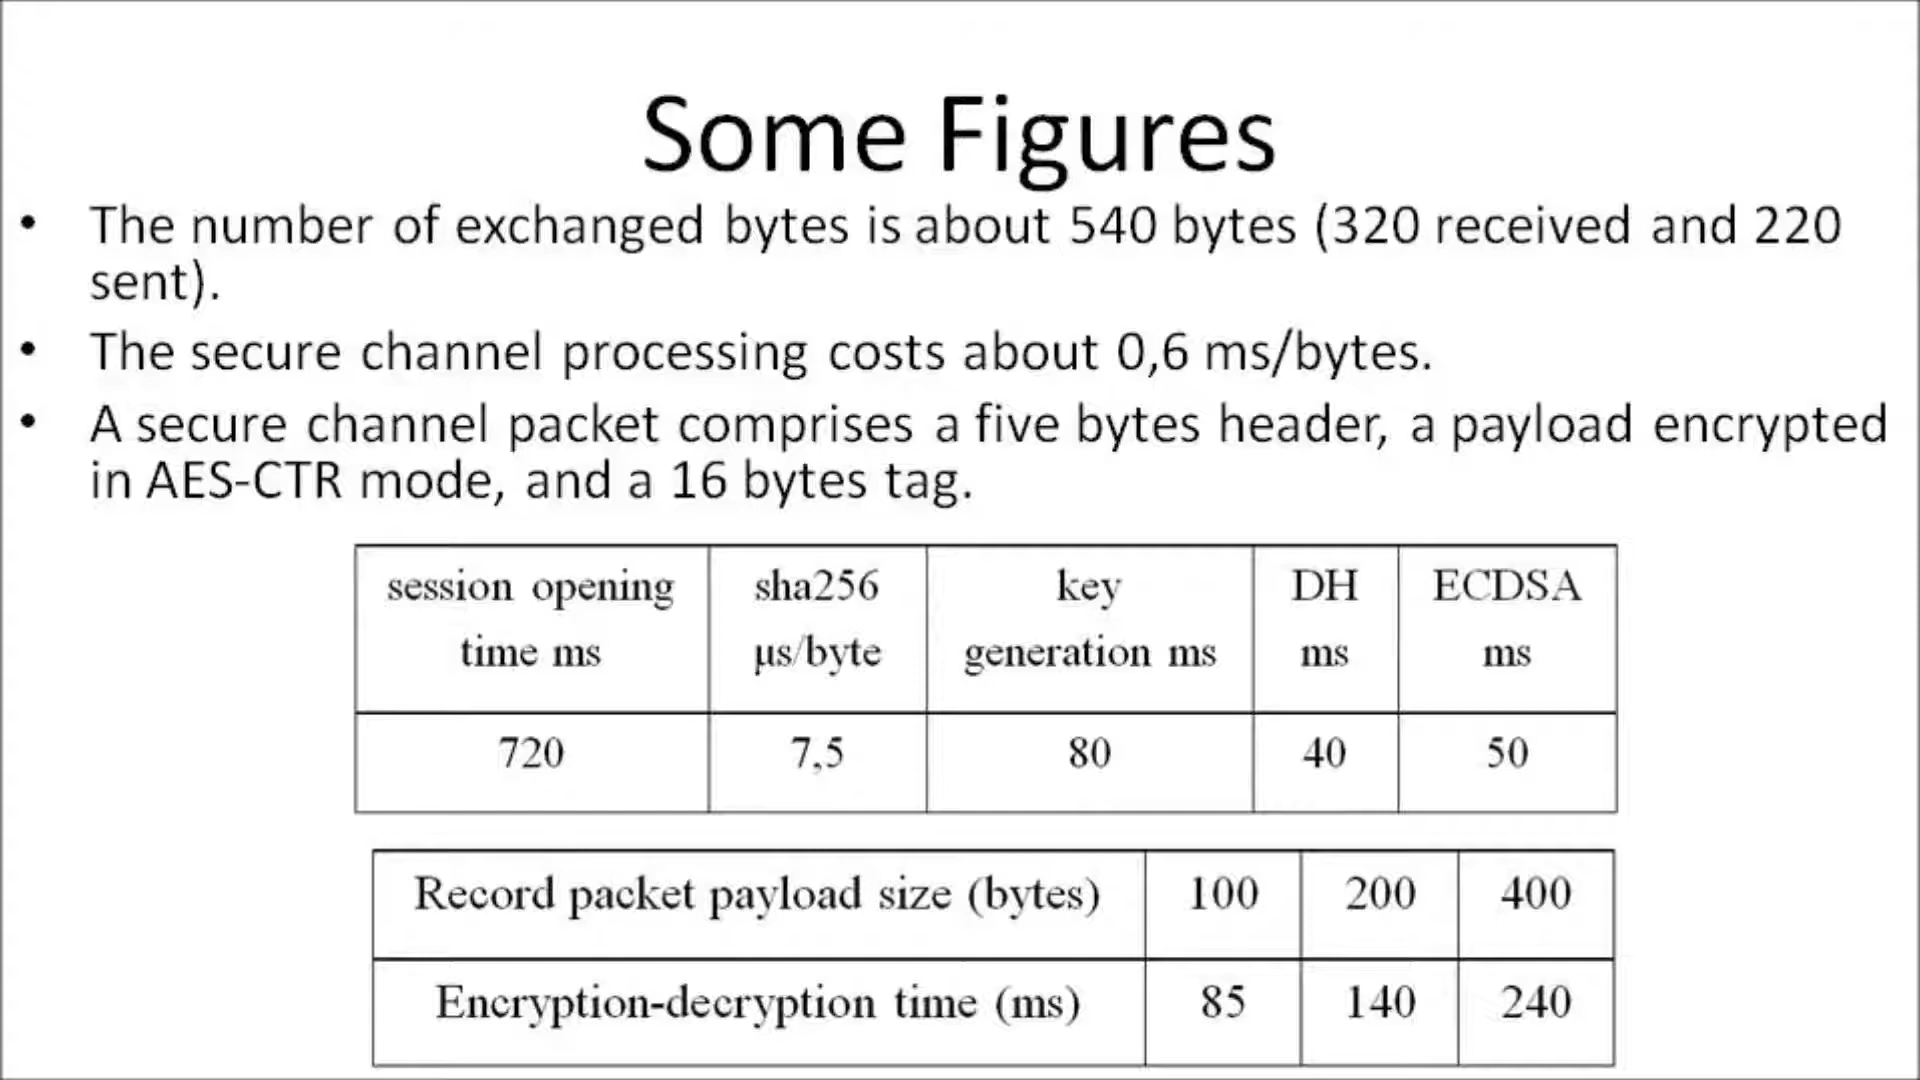 Some Figures
• The number of exchanged bytes is about 540 bytes (320 received and 220
sent).
• The secure channel processing costs about 0,6 ms/bytes.
• A secure channel packet comprises a five bytes header, a payload encrypted
in AES-CTR mode, and a 16 bytes tag.
session opening sha256 key DH ECDSA
time ms µs/byte generation ms ms ms
720 7,5 80 40 50
Record packet payload size (bytes) 100 200 400
Encryption-decryption time (ms) 85 140 240